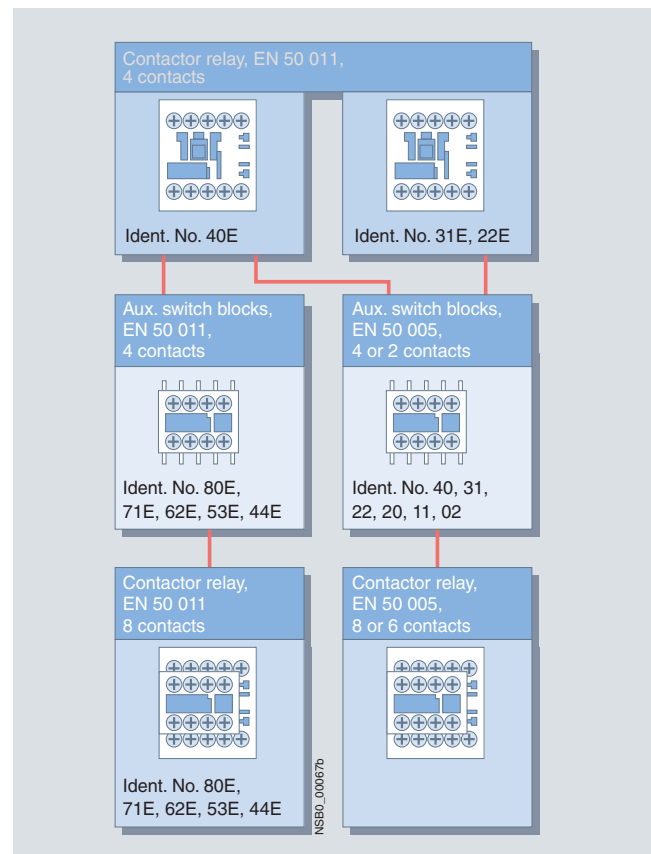 Contactor relay, EN 50 011,
4 contacts
Ident. No. 40E
Ident. No. 31E, 22E
Aux. switch blocks,
EN 50 011,
4 contacts
Aux. switch blocks,
EN 50 005,
4 or 2 contacts
Ident. No. 80E,
71E, 62E, 53E, 44E
Ident. No. 40, 31,
22, 20, 11, 02
Contactor relay,
EN 50 011
8 contacts
Contactor relay,
EN 50 005,
8 or 6 contacts
Ident. No. 80E,
71E, 62E, 53E, 44E
NSB0_00067b